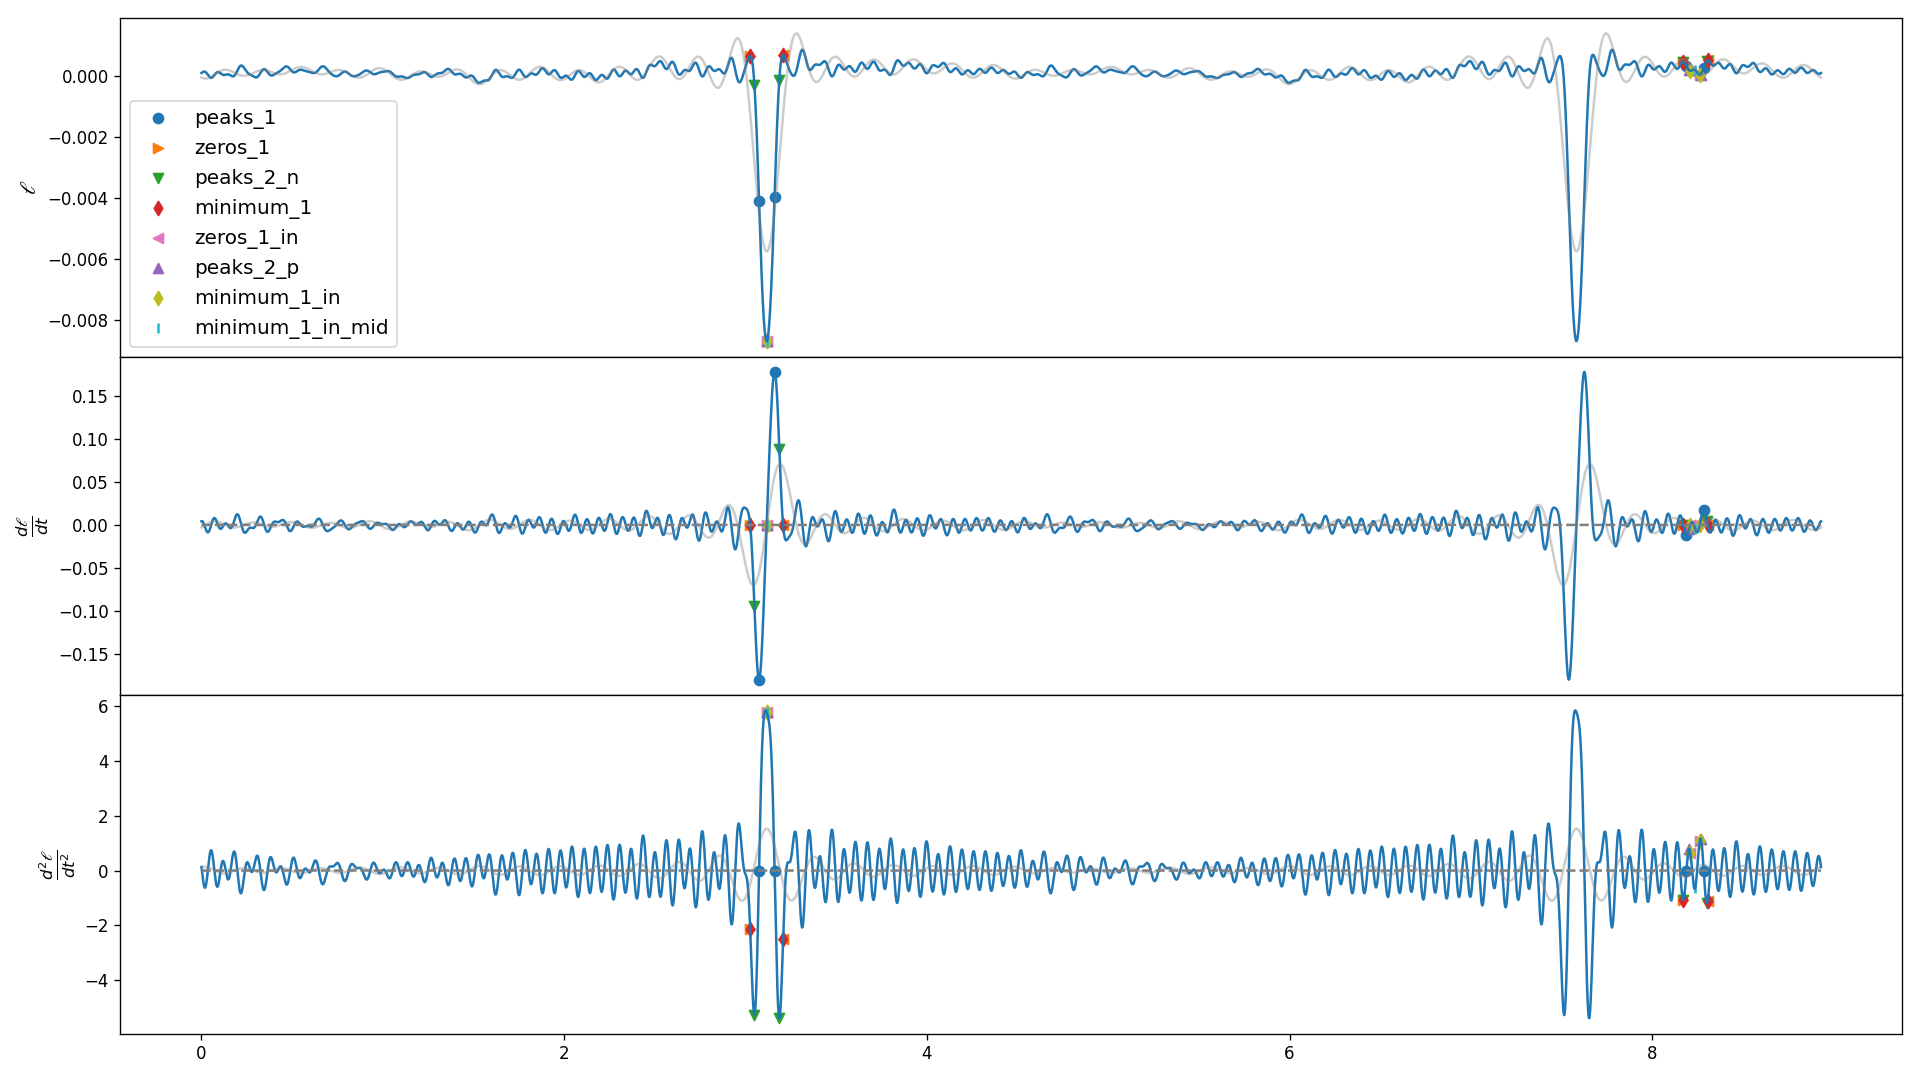 0.000
−0.002
−0.004
−0.006
−0.008
ℓ
peaks_1
zeros_1
peaks_2_n
minimum_1
zeros_1_in
peaks_2_p
minimum_1_in
minimum_1_in_mid
0.15
0.10
0.05
0.00
−0.05
−0.10
−0.15
dℓ/dt
6
4
2
0
−2
−4
d²ℓ/dt²
0 2 4 6 8